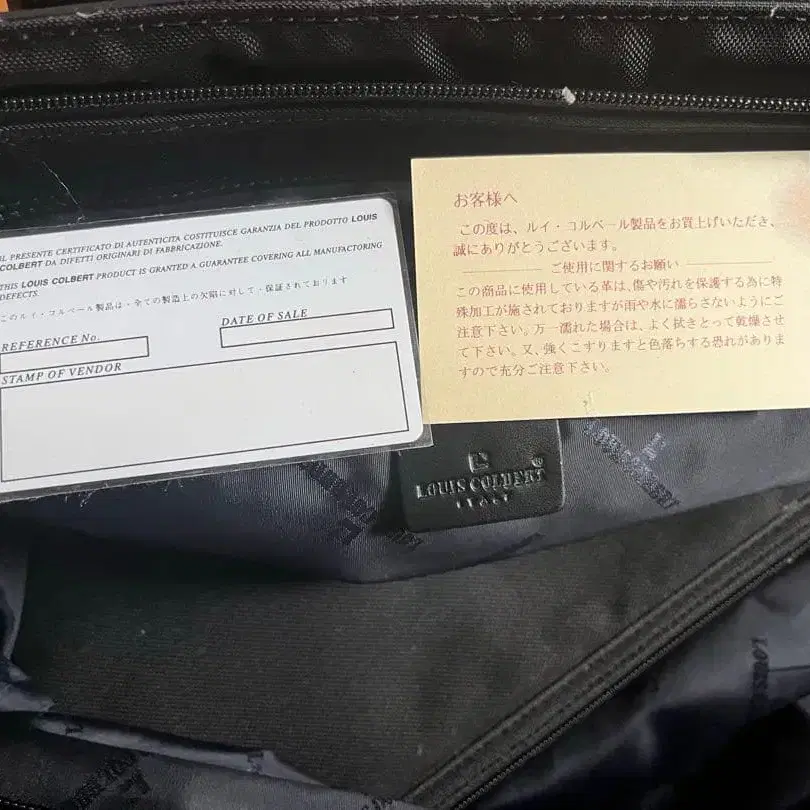 IL PRESENTE CERTIFICATO DI AUTENTICITA COSTITUISCE GARANZIA DEL PRODOTTO LOUIS
COLBERT DA DIFETTI ORIGINARI DI FABBRICAZIONE.
THIS LOUIS COLBERT PRODUCT IS GRANTED A GUARANTEE COVERING ALL MANUFACTORING
DEFECTS.
このルイ・コルベール製品は、全ての製造上の欠陥に対して・保証されております
REFERENCE No.
DATE OF SALE
STAMP OF VENDOR
お客様へ
この度は、ルイ・コルベール製品をお買上げいただき、
誠にありがとうございます。
ご使用に関するお願い
この商品に使用している革は、傷や汚れを保護する為に特
殊加工が施されておりますが雨や水に濡らさないようにご
注意下さい。万一濡れた場合は、よく拭きとって乾燥させ
て下さい。又、強くこすりますと色落ちする恐れがありま
すので充分ご注意下さい。
LOUIS COLBERT®
ITALY